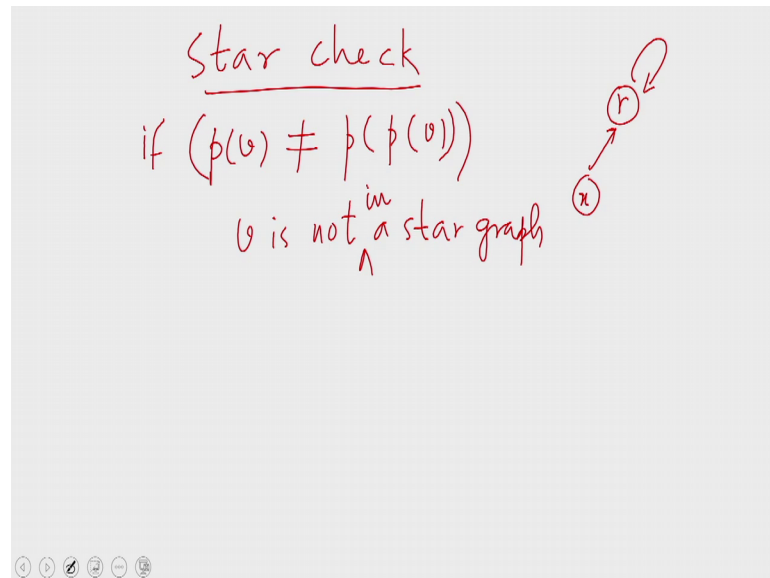 Star check
if (p(v) ≠ p(p(v)))
v is not in a star graph
r
x